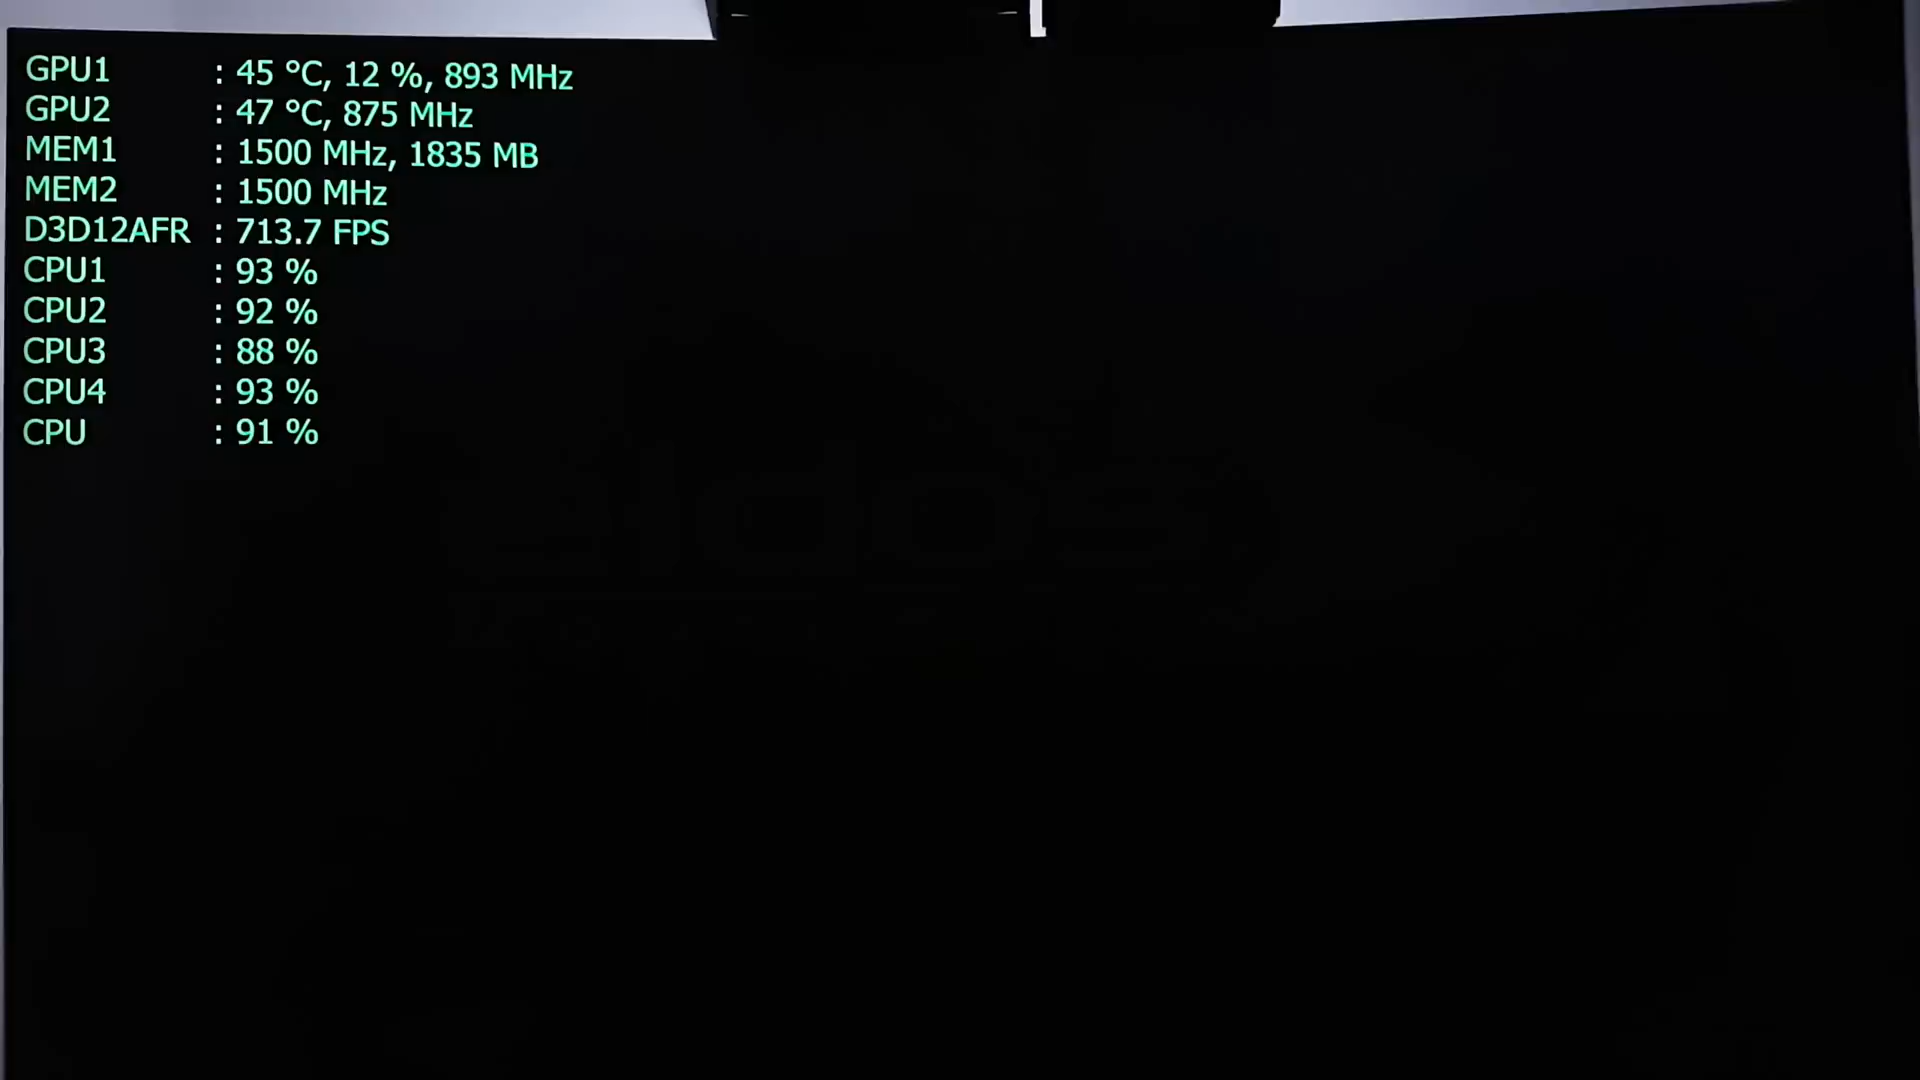 GPU1 : 45 °C, 12 %, 893 MHz
GPU2 : 47 °C, 875 MHz
MEM1 : 1500 MHz, 1835 MB
MEM2 : 1500 MHz
D3D12AFR : 713.7 FPS
CPU1 : 93 %
CPU2 : 92 %
CPU3 : 88 %
CPU4 : 93 %
CPU : 91 %